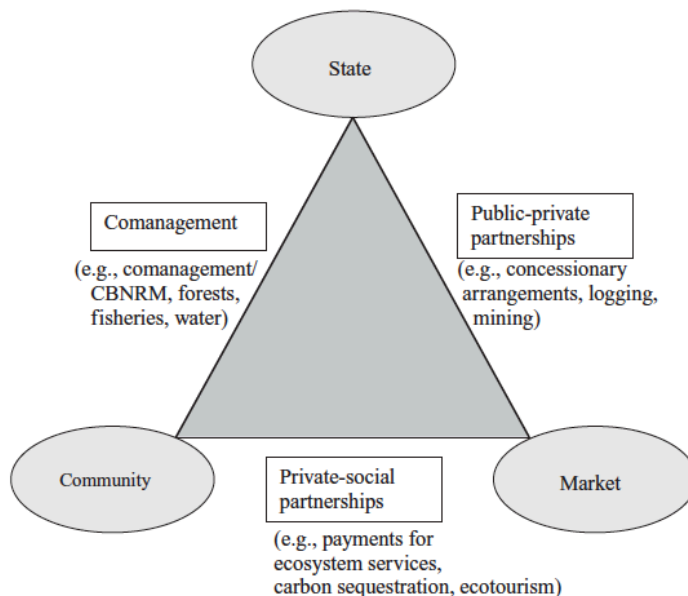 State
Comanagement
(e.g., comanagement/
CBNRM, forests,
fisheries, water)
Public-private
partnerships
(e.g., concessionary
arrangements, logging,
mining)
Community
Private-social
partnerships
(e.g., payments for
ecosystem services,
carbon sequestration, ecotourism)
Market